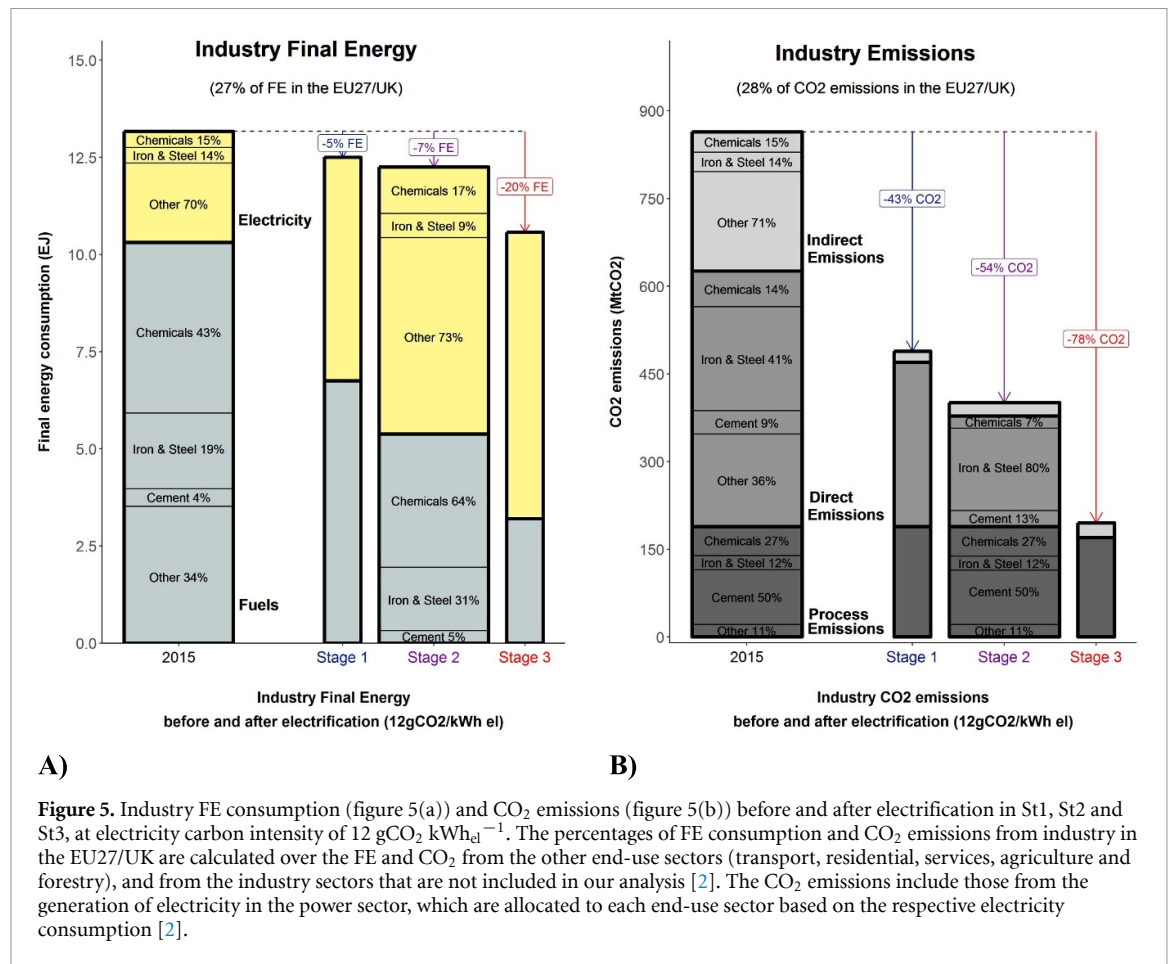 Industry Final Energy
(27% of FE in the EU27/UK)
Final energy consumption (EJ)
15.0
12.5
10.0
7.5
5.0
2.5
0.0
Chemicals 15%
Iron & Steel 14%
Other 70%
Electricity
Chemicals 43%
Iron & Steel 19%
Cement 4%
Other 34%
Fuels
-5% FE
-7% FE
Chemicals 17%
Iron & Steel 9%
Other 73%
Chemicals 64%
Iron & Steel 31%
Cement 5%
-20% FE
2015
Stage 1
Stage 2
Stage 3
Industry Final Energy
before and after electrification (12gCO2/kWh el)
A)
Industry Emissions
(28% of CO2 emissions in the EU27/UK)
CO2 emissions (MtCO2)
900
750
600
450
300
150
0
Chemicals 15%
Iron & Steel 14%
Other 71%
Indirect
Emissions
Chemicals 14%
Iron & Steel 41%
Cement 9%
Other 36%
Direct
Emissions
Chemicals 27%
Iron & Steel 12%
Cement 50%
Other 11%
Process
Emissions
-43% CO2
-54% CO2
Chemicals 7%
Iron & Steel 80%
Cement 13%
Chemicals 27%
Iron & Steel 12%
Cement 50%
Other 11%
-78% CO2
2015
Stage 1
Stage 2
Stage 3
Industry CO2 emissions
before and after electrification (12gCO2/kWh el)
B)
Figure 5. Industry FE consumption (figure 5(a)) and CO₂ emissions (figure 5(b)) before and after electrification in St1, St2 and
St3, at electricity carbon intensity of 12 gCO₂ kWhₑₗ⁻¹. The percentages of FE consumption and CO₂ emissions from industry in
the EU27/UK are calculated over the FE and CO₂ from the other end-use sectors (transport, residential, services, agriculture and
forestry), and from the industry sectors that are not included in our analysis [2]. The CO₂ emissions include those from the
generation of electricity in the power sector, which are allocated to each end-use sector based on the respective electricity
consumption [2].